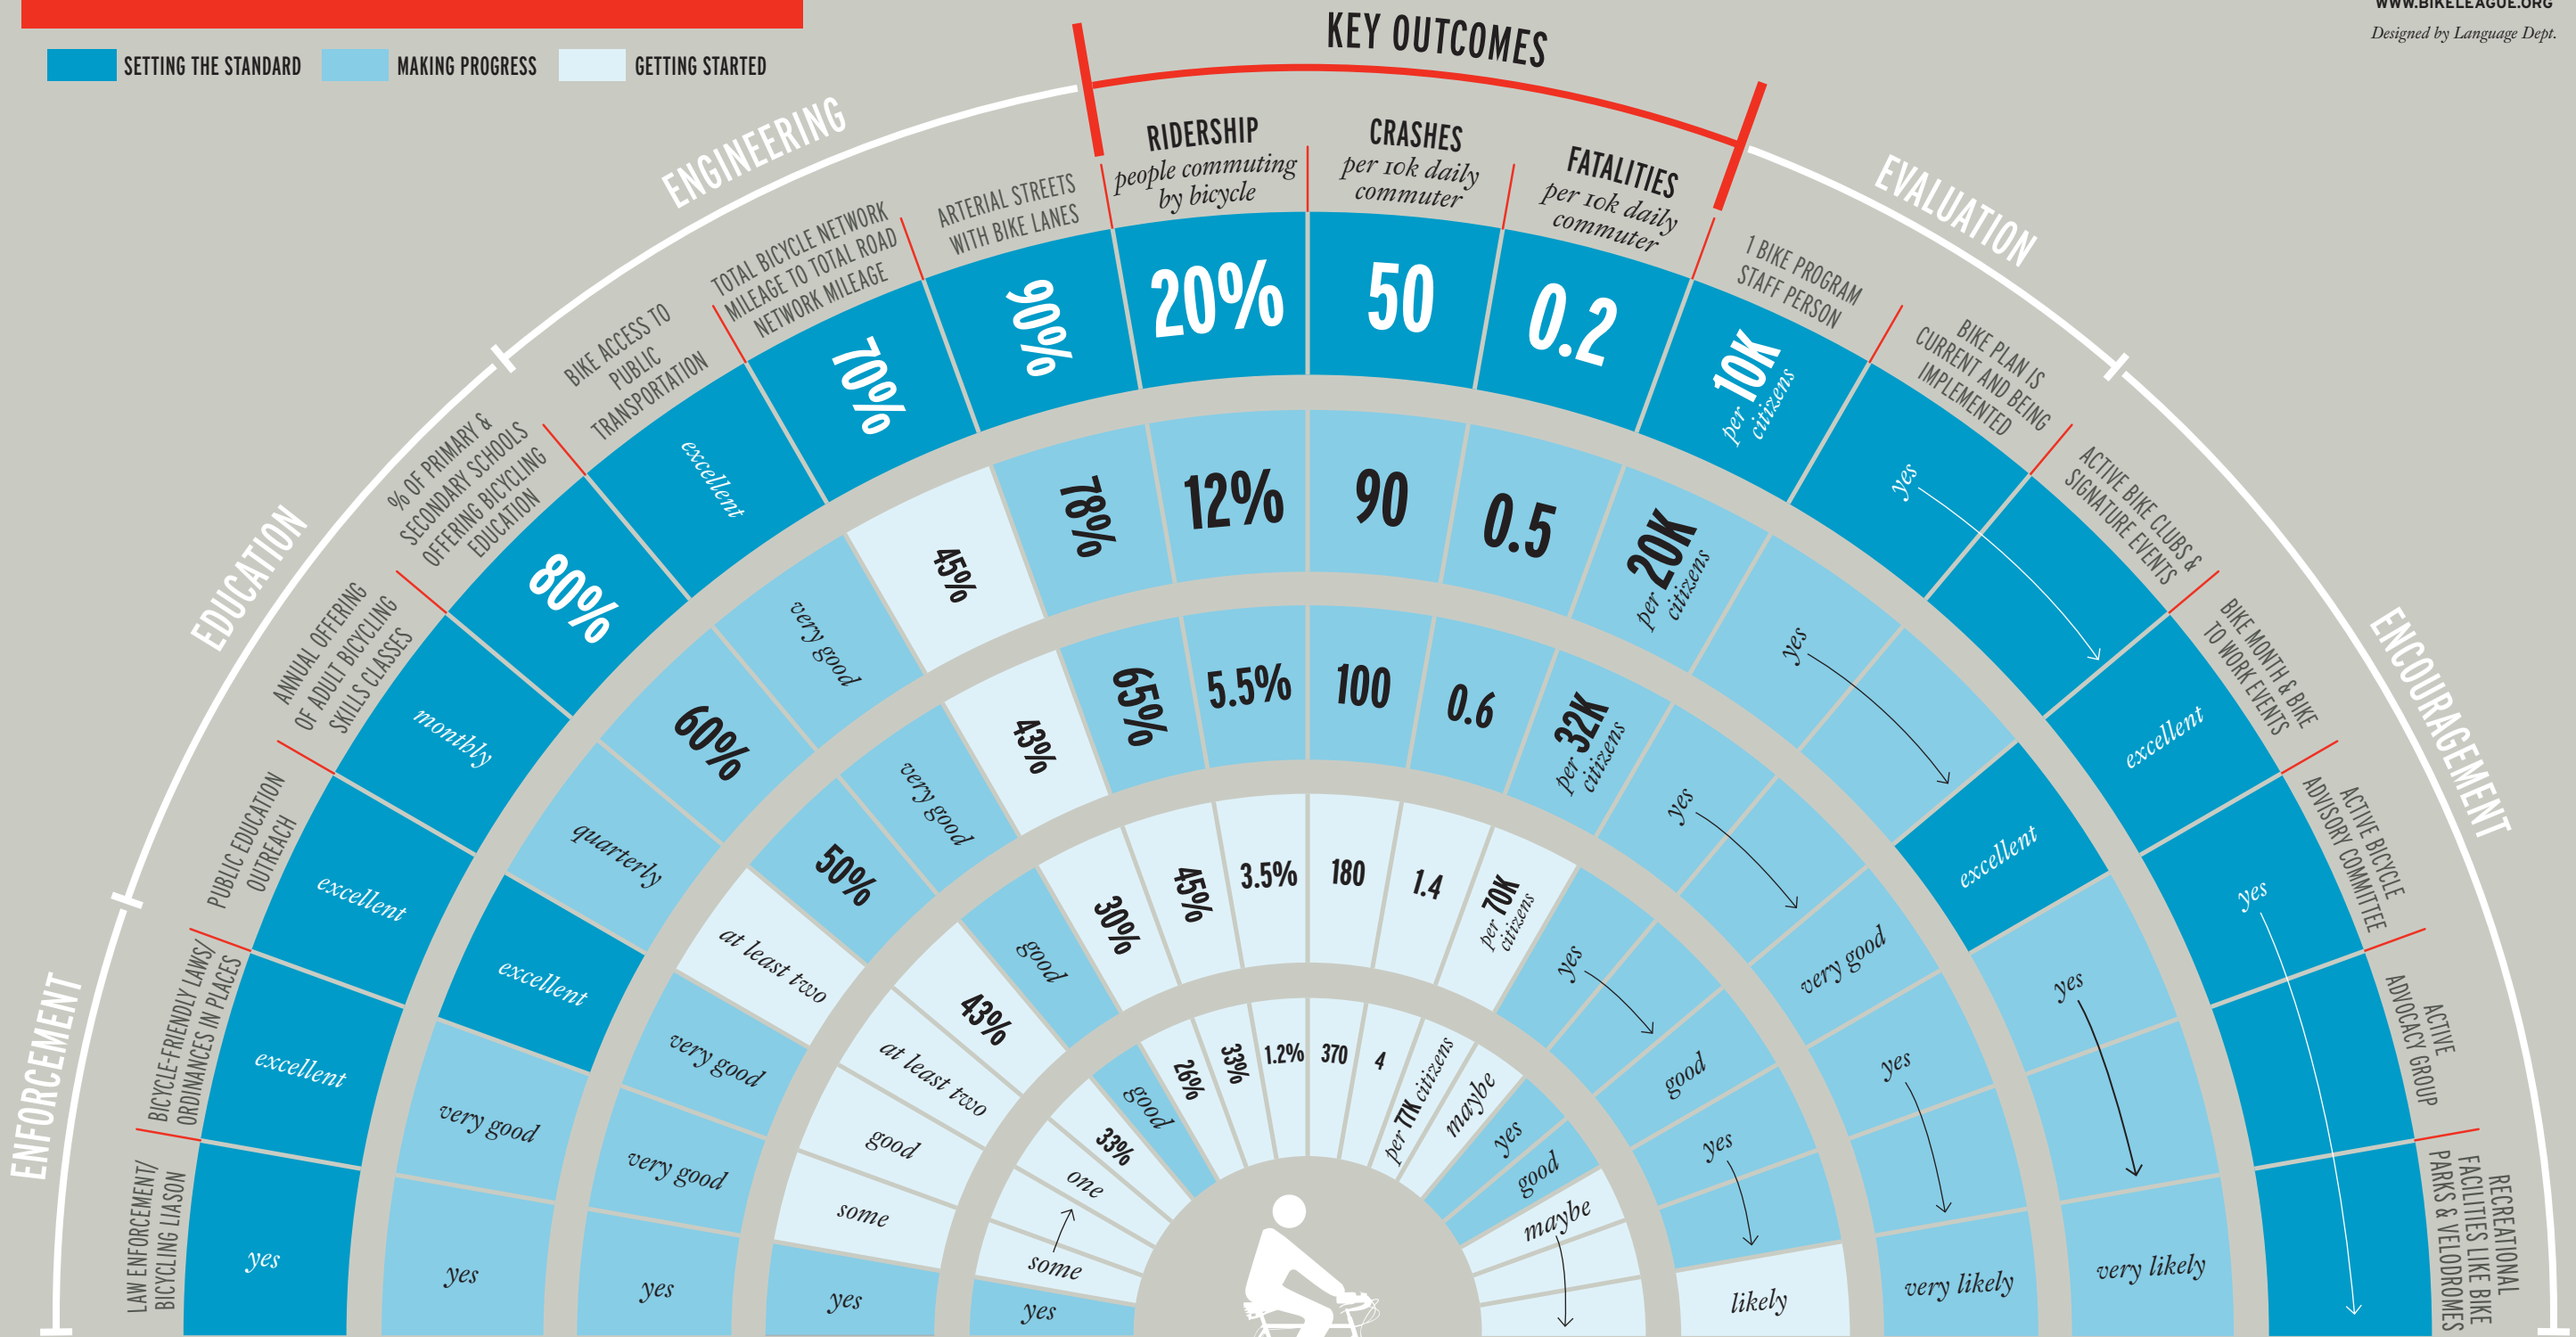 WWW.BIKELEAGUE.ORG
Designed by Language Dept.
SETTING THE STANDARD
MAKING PROGRESS
GETTING STARTED
KEY OUTCOMES
RIDERSHIP
people commuting
by bicycle
CRASHES
per 10k daily
commuter
FATALITIES
per 10k daily
commuter
ENGINEERING
ARTERIAL STREETS
WITH BIKE LANES
TOTAL BICYCLE NETWORK
MILEAGE TO TOTAL ROAD
NETWORK MILEAGE
BIKE ACCESS TO
PUBLIC
TRANSPORTATION
EDUCATION
% OF PRIMARY &
SECONDARY SCHOOLS
OFFERING BICYCLING
EDUCATION
ANNUAL OFFERING
OF ADULT BICYCLING
SKILLS CLASSES
PUBLIC EDUCATION
OUTREACH
ENFORCEMENT
BICYCLE-FRIENDLY LAWS/
ORDINANCES IN PLACES
LAW ENFORCEMENT/
BICYCLING LIASON
EVALUATION
1 BIKE PROGRAM
STAFF PERSON
BIKE PLAN IS
CURRENT AND BEING
IMPLEMENTED
ENCOURAGEMENT
ACTIVE BIKE CLUBS &
SIGNATURE EVENTS
BIKE MONTH & BIKE
TO WORK EVENTS
ACTIVE BICYCLE
ADVISORY COMMITTEE
ACTIVE
ADVOCACY GROUP
RECREATIONAL
FACILITIES LIKE BIKE
PARKS & VELODROMES
yes
excellent
excellent
monthly
80%
excellent
70%
90%
20%
50
0.2
per 10K
citizens
yes
excellent
yes
yes
very good
excellent
quarterly
60%
very good
45%
78%
12%
90
0.5
per 20K
citizens
yes
excellent
yes
very likely
yes
very good
very good
at least two
50%
very good
43%
65%
5.5%
100
0.6
per 32K
citizens
yes
very good
yes
very likely
yes
some
good
at least two
43%
good
30%
45%
3.5%
180
1.4
per 70K
citizens
yes
good
yes
likely
yes
some
one
33%
good
26%
33%
1.2%
370
4
per 77K citizens
maybe
yes
good
maybe